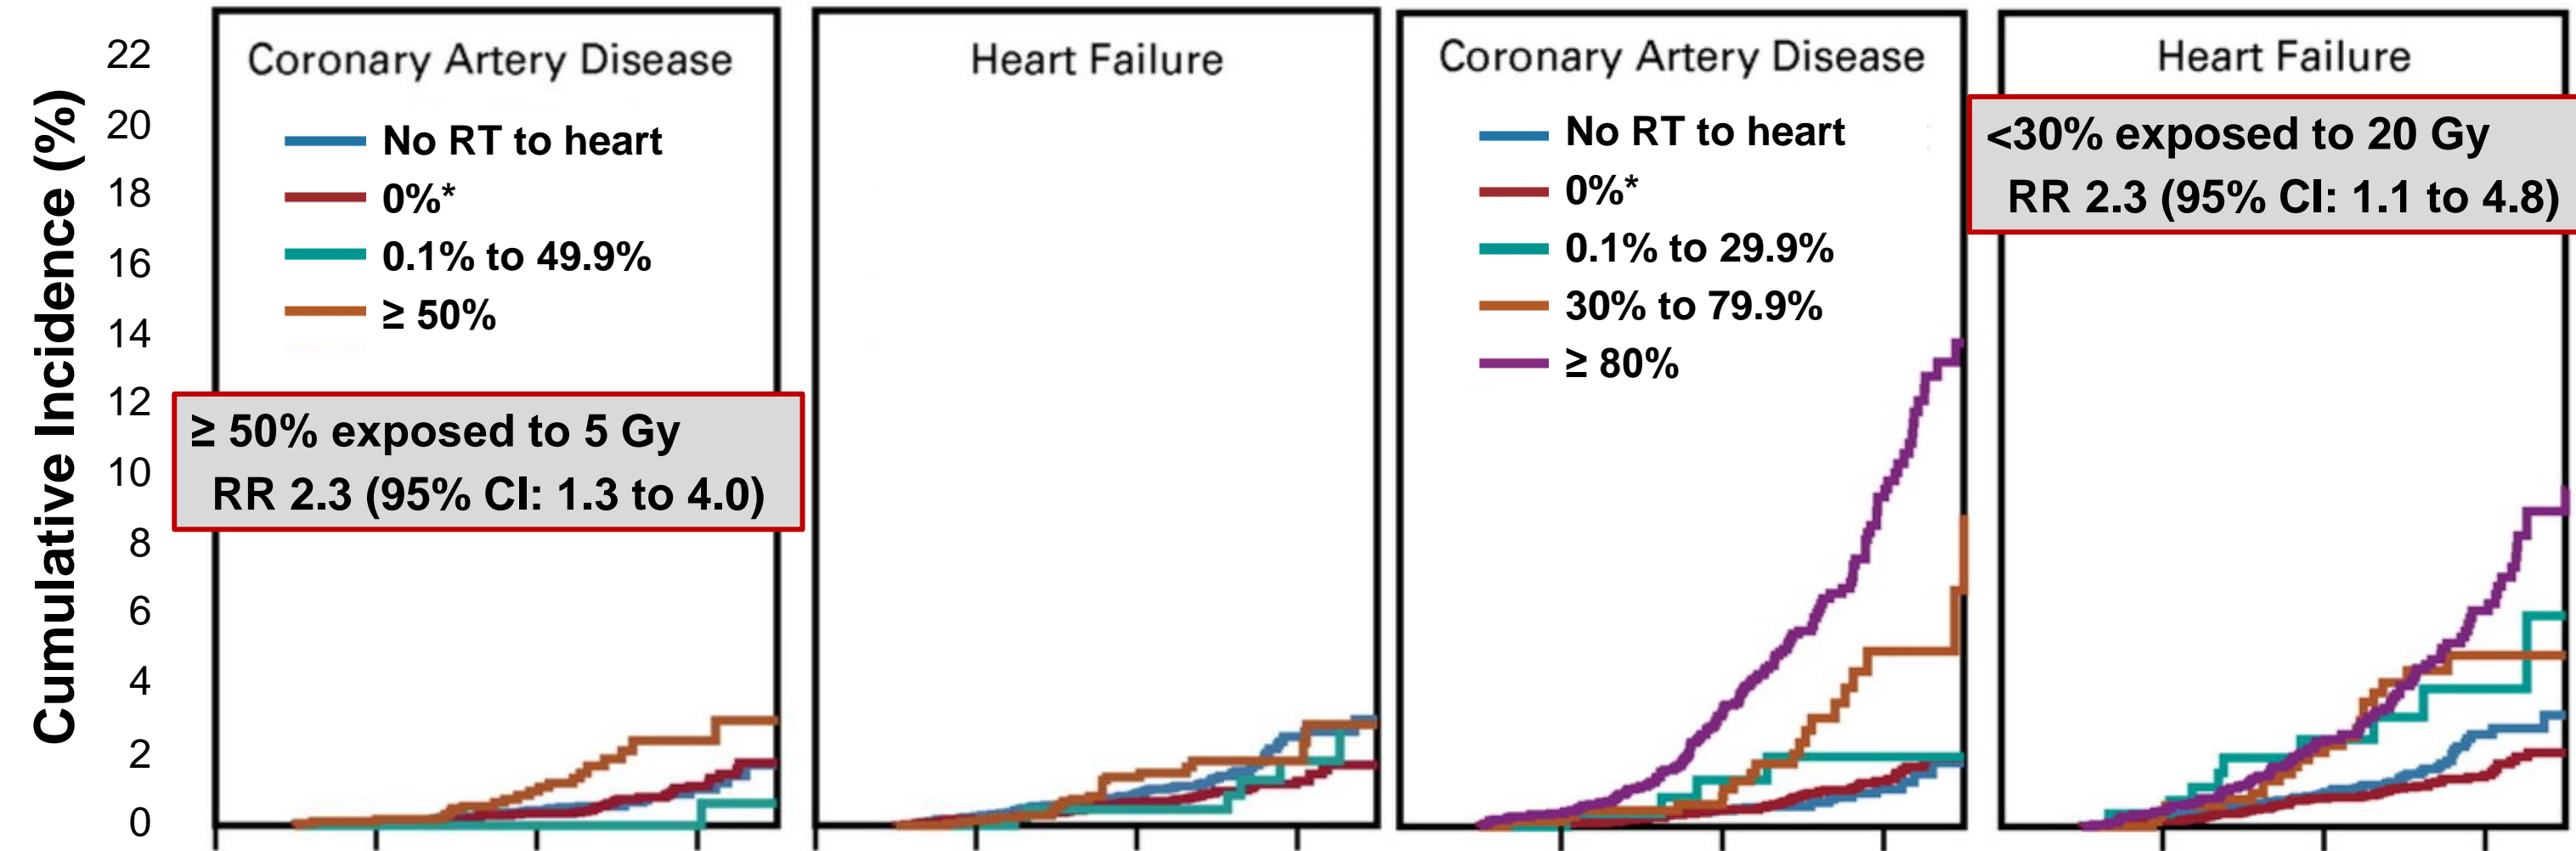 Cumulative Incidence (%)
22
20
18
16
14
12
10
8
6
4
2
0
Coronary Artery Disease
No RT to heart
0%*
0.1% to 49.9%
≥ 50%
≥ 50% exposed to 5 Gy
RR 2.3 (95% CI: 1.3 to 4.0)
Heart Failure
Coronary Artery Disease
No RT to heart
0%*
0.1% to 29.9%
30% to 79.9%
≥ 80%
Heart Failure
<30% exposed to 20 Gy
RR 2.3 (95% CI: 1.1 to 4.8)